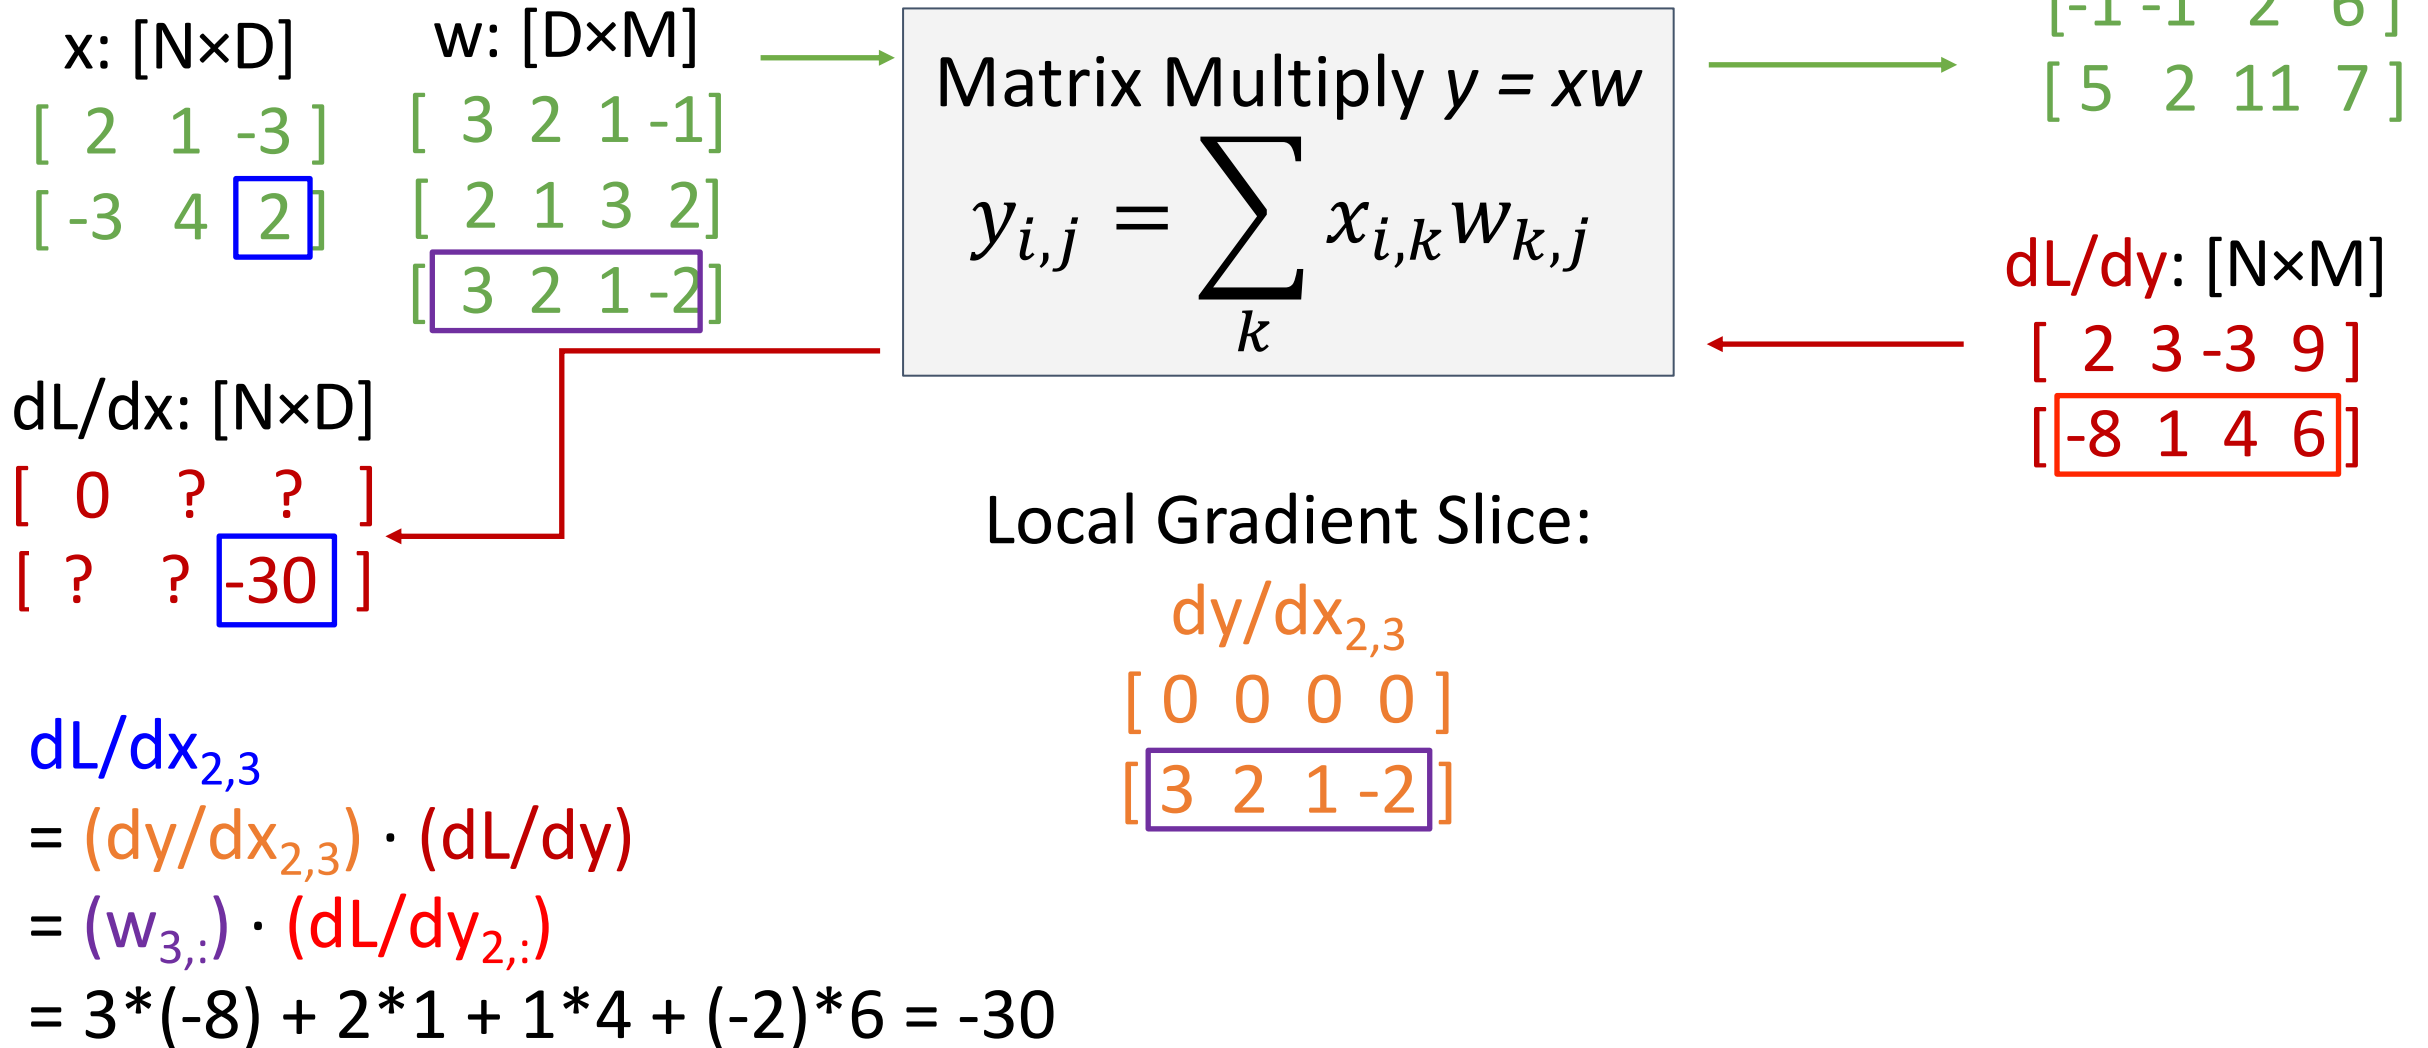 x: [N×D]
[ 2 1 -3 ]
[ -3 4 2 ]
w: [D×M]
[ 3 2 1 -1]
[ 2 1 3 2]
[ 3 2 1 -2]
Matrix Multiply y = xw
y_{i,j} = ∑_k x_{i,k} w_{k,j}
[-1 -1 2 6 ]
[ 5 2 11 7 ]
dL/dy: [N×M]
[ 2 3 -3 9 ]
[ -8 1 4 6 ]
dL/dx: [N×D]
[ 0 ? ? ]
[ ? ? -30 ]
Local Gradient Slice:
dy/dx_{2,3}
[ 0 0 0 0 ]
[ 3 2 1 -2 ]
dL/dx_{2,3}
= (dy/dx_{2,3}) · (dL/dy)
= (w_{3,:}) · (dL/dy_{2,:})
= 3*(-8) + 2*1 + 1*4 + (-2)*6 = -30